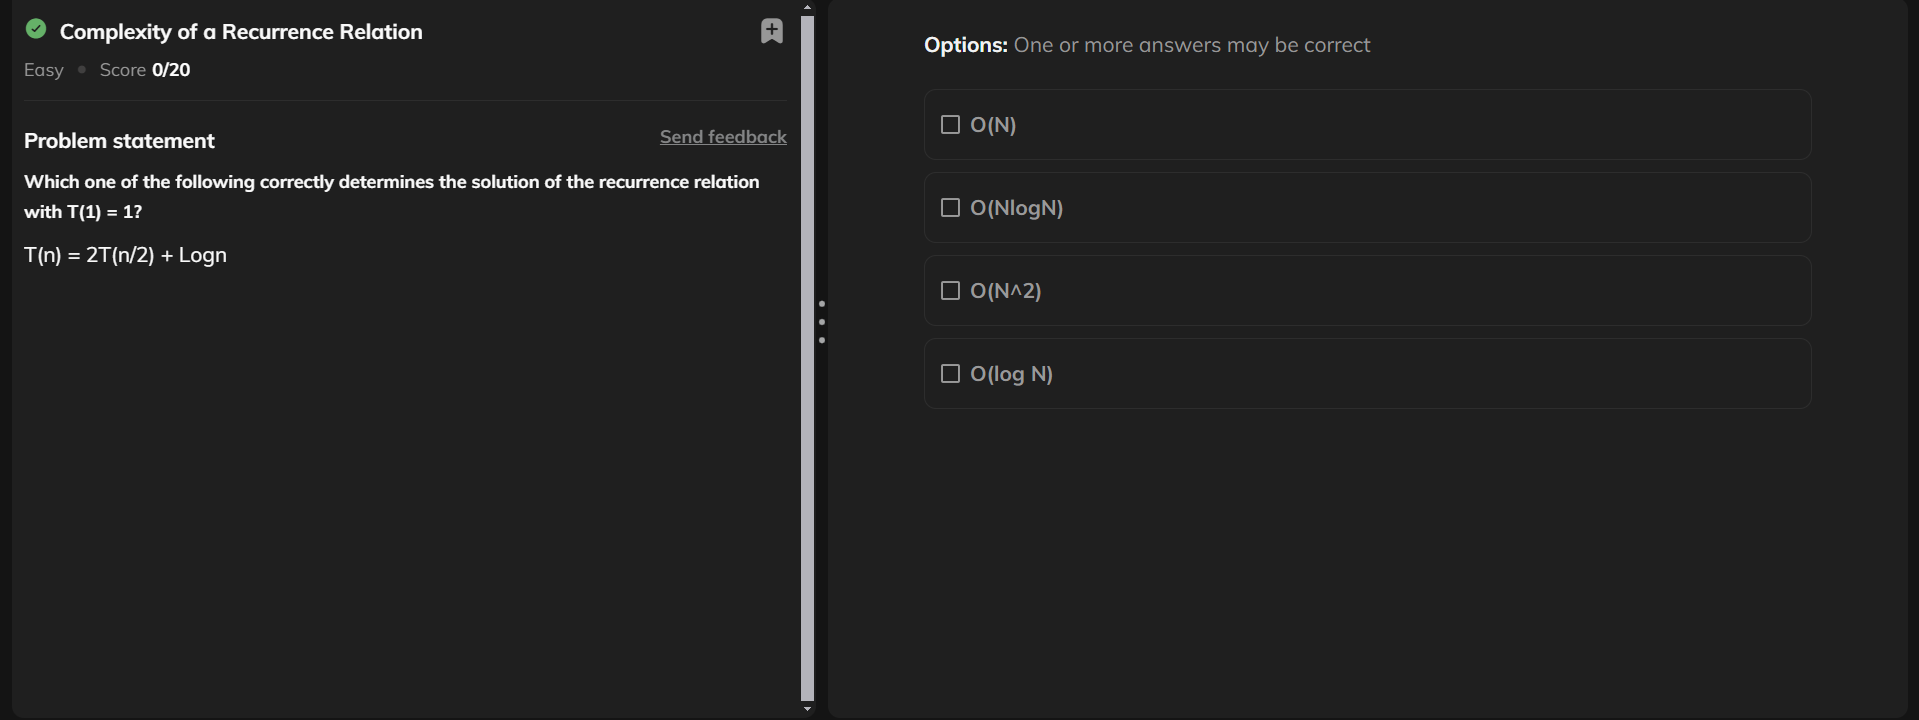 Complexity of a Recurrence Relation
Easy • Score 0/20
Problem statement
Send feedback
Which one of the following correctly determines the solution of the recurrence relation
with T(1) = 1?
T(n) = 2T(n/2) + Logn
Options: One or more answers may be correct
O(N)
O(NlogN)
O(N^2)
O(log N)